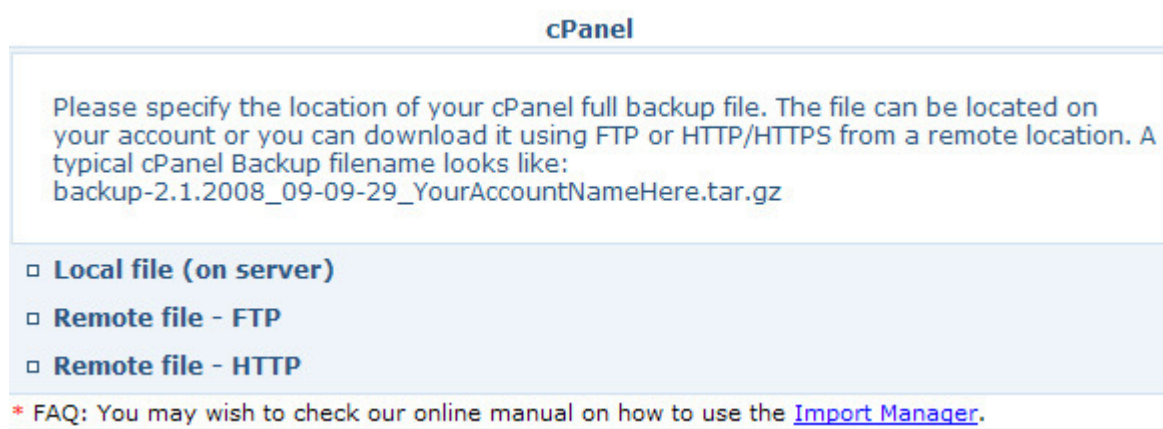 cPanel
Please specify the location of your cPanel full backup file. The file can be located on
your account or you can download it using FTP or HTTP/HTTPS from a remote location. A
typical cPanel Backup filename looks like:
backup-2.1.2008_09-09-29_YourAccountNameHere.tar.gz
Local file (on server)
Remote file - FTP
Remote file - HTTP
* FAQ: You may wish to check our online manual on how to use the Import Manager.